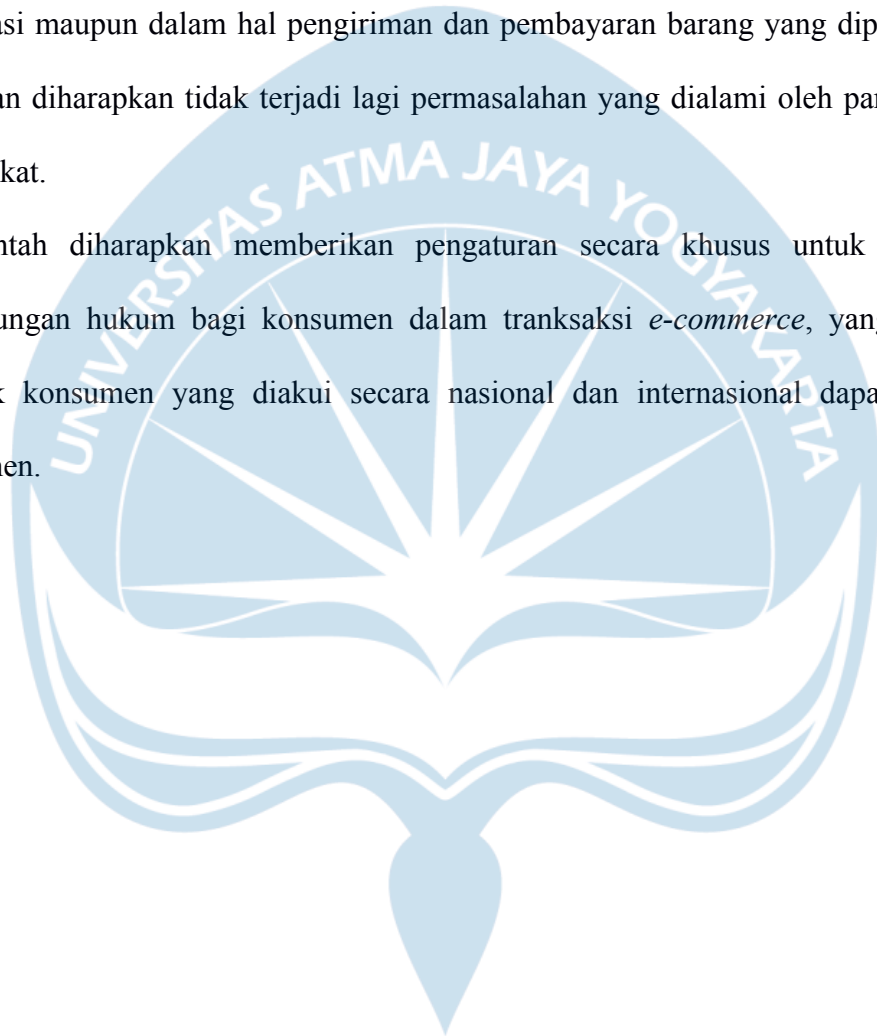 asi maupun dalam hal pengiriman dan pembayaran barang yang dip
an diharapkan tidak terjadi lagi permasalahan yang dialami oleh par
kat.
UNIVERSITAS ATMA JAYA YOGYAKARTA
ntah diharapkan memberikan pengaturan secara khusus untuk
ungan hukum bagi konsumen dalam tranksaksi e-commerce, yang
k konsumen yang diakui secara nasional dan internasional dapa
nen.